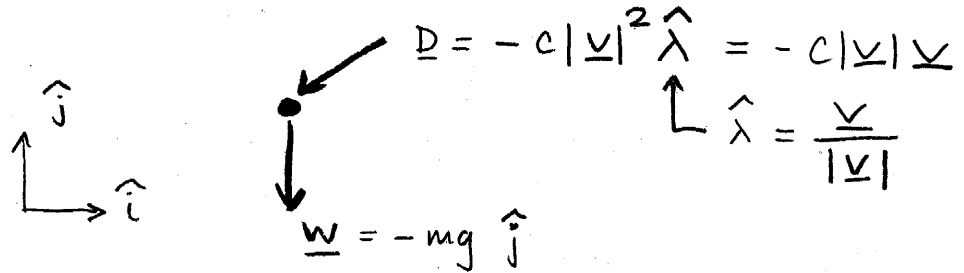 D = - c|v|² λ̂ = - c|v| v
ĵ
λ̂ = v / |v|
î
w = - mg ĵ